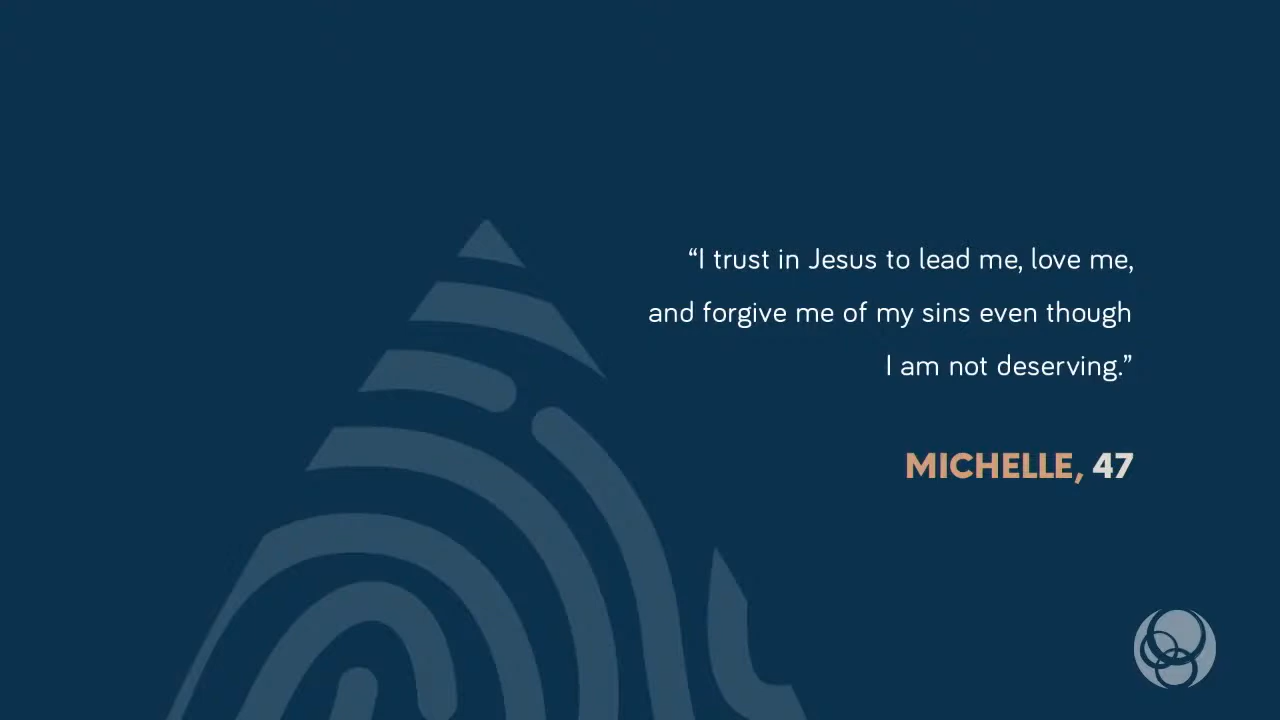 “I trust in Jesus to lead me, love me,
and forgive me of my sins even though
I am not deserving.”
MICHELLE, 47